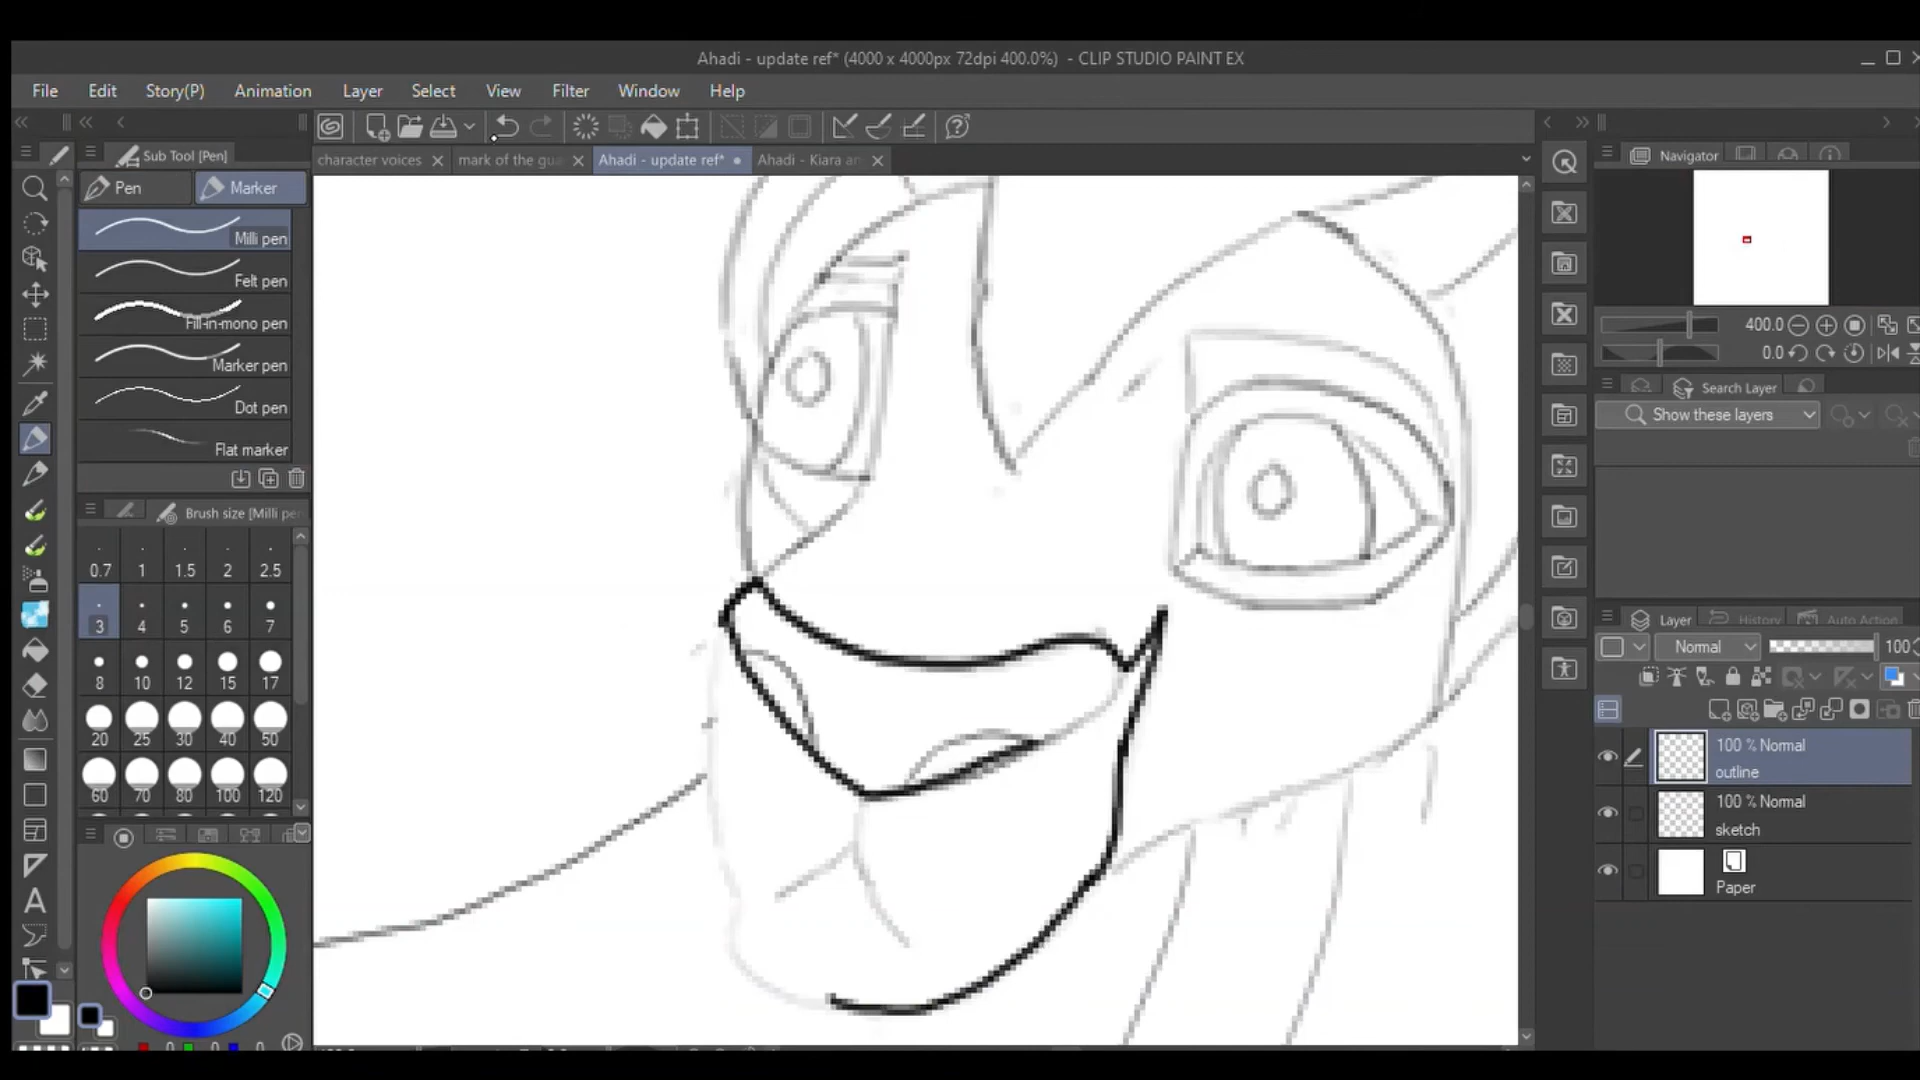 Ahadi - update ref* (4000 x 4000px 72dpi 400.0%) - CLIP STUDIO PAINT EX
File Edit Story(P) Animation Layer Select View Filter Window Help
character voices mark of the gua Ahadi - update ref* Ahadi - Kiara an
Sub Tool [Pen]
Pen Marker
Milli pen
Felt pen
Fill-in-mono pen
Marker pen
Dot pen
Flat marker
Brush size [Milli pen
0.7 1 1.5 2 2.5
3 4 5 6 7
8 10 12 15 17
20 25 30 40 50
60 70 80 100 120
A
0 0 0
Navigator
400.0
0.0
Search Layer
Show these layers
Layer History Auto Action
Normal 100
100 % Normal
outline
100 % Normal
sketch
Paper